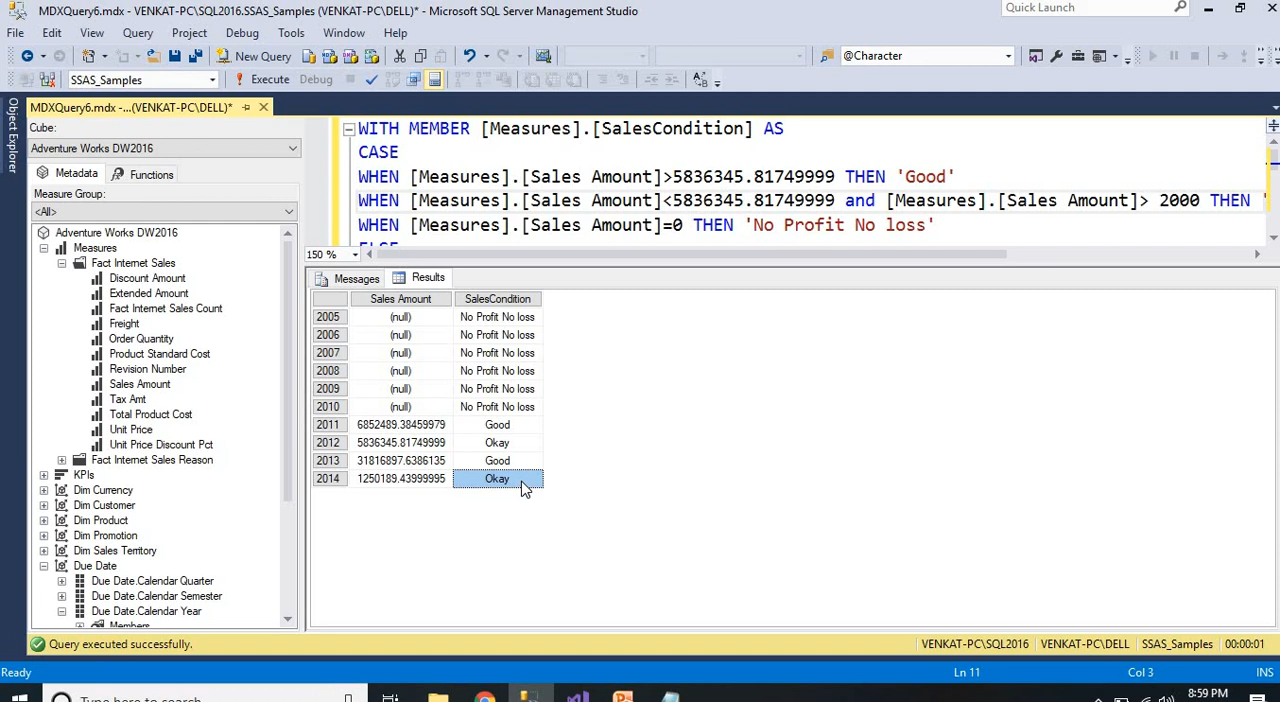 MDXQuery6.mdx - VENKAT-PC\SQL2016.SSAS_Samples (VENKAT-PC\DELL)* - Microsoft SQL Server Management Studio
Quick Launch
File Edit View Query Project Debug Tools Window Help
New Query @Character
SSAS_Samples Execute Debug
MDXQuery6.mdx -...(VENKAT-PC\DELL)*
Object Explorer
Cube:
Adventure Works DW2016
Metadata Functions
Measure Group:
<All>
Adventure Works DW2016
Measures
Fact Internet Sales
Discount Amount
Extended Amount
Fact Internet Sales Count
Freight
Order Quantity
Product Standard Cost
Revision Number
Sales Amount
Tax Amt
Total Product Cost
Unit Price
Unit Price Discount Pct
Fact Internet Sales Reason
KPIs
Dim Currency
Dim Customer
Dim Product
Dim Promotion
Dim Sales Territory
Due Date
Due Date.Calendar Quarter
Due Date.Calendar Semester
Due Date.Calendar Year
Members
WITH MEMBER [Measures].[SalesCondition] AS
CASE
WHEN [Measures].[Sales Amount]>5836345.81749999 THEN 'Good'
WHEN [Measures].[Sales Amount]<5836345.81749999 and [Measures].[Sales Amount]> 2000 THEN '
WHEN [Measures].[Sales Amount]=0 THEN 'No Profit No loss'
ELSE
150 %
Messages Results
Sales Amount SalesCondition
2005 (null) No Profit No loss
2006 (null) No Profit No loss
2007 (null) No Profit No loss
2008 (null) No Profit No loss
2009 (null) No Profit No loss
2010 (null) No Profit No loss
2011 6852489.38459979 Good
2012 5836345.81749999 Okay
2013 31816897.6386135 Good
2014 1250189.43999995 Okay
Query executed successfully. VENKAT-PC\SQL2016 VENKAT-PC\DELL SSAS_Samples 00:00:01
Ready Ln 11 Col 3 INS
Type here to search
8:59 PM